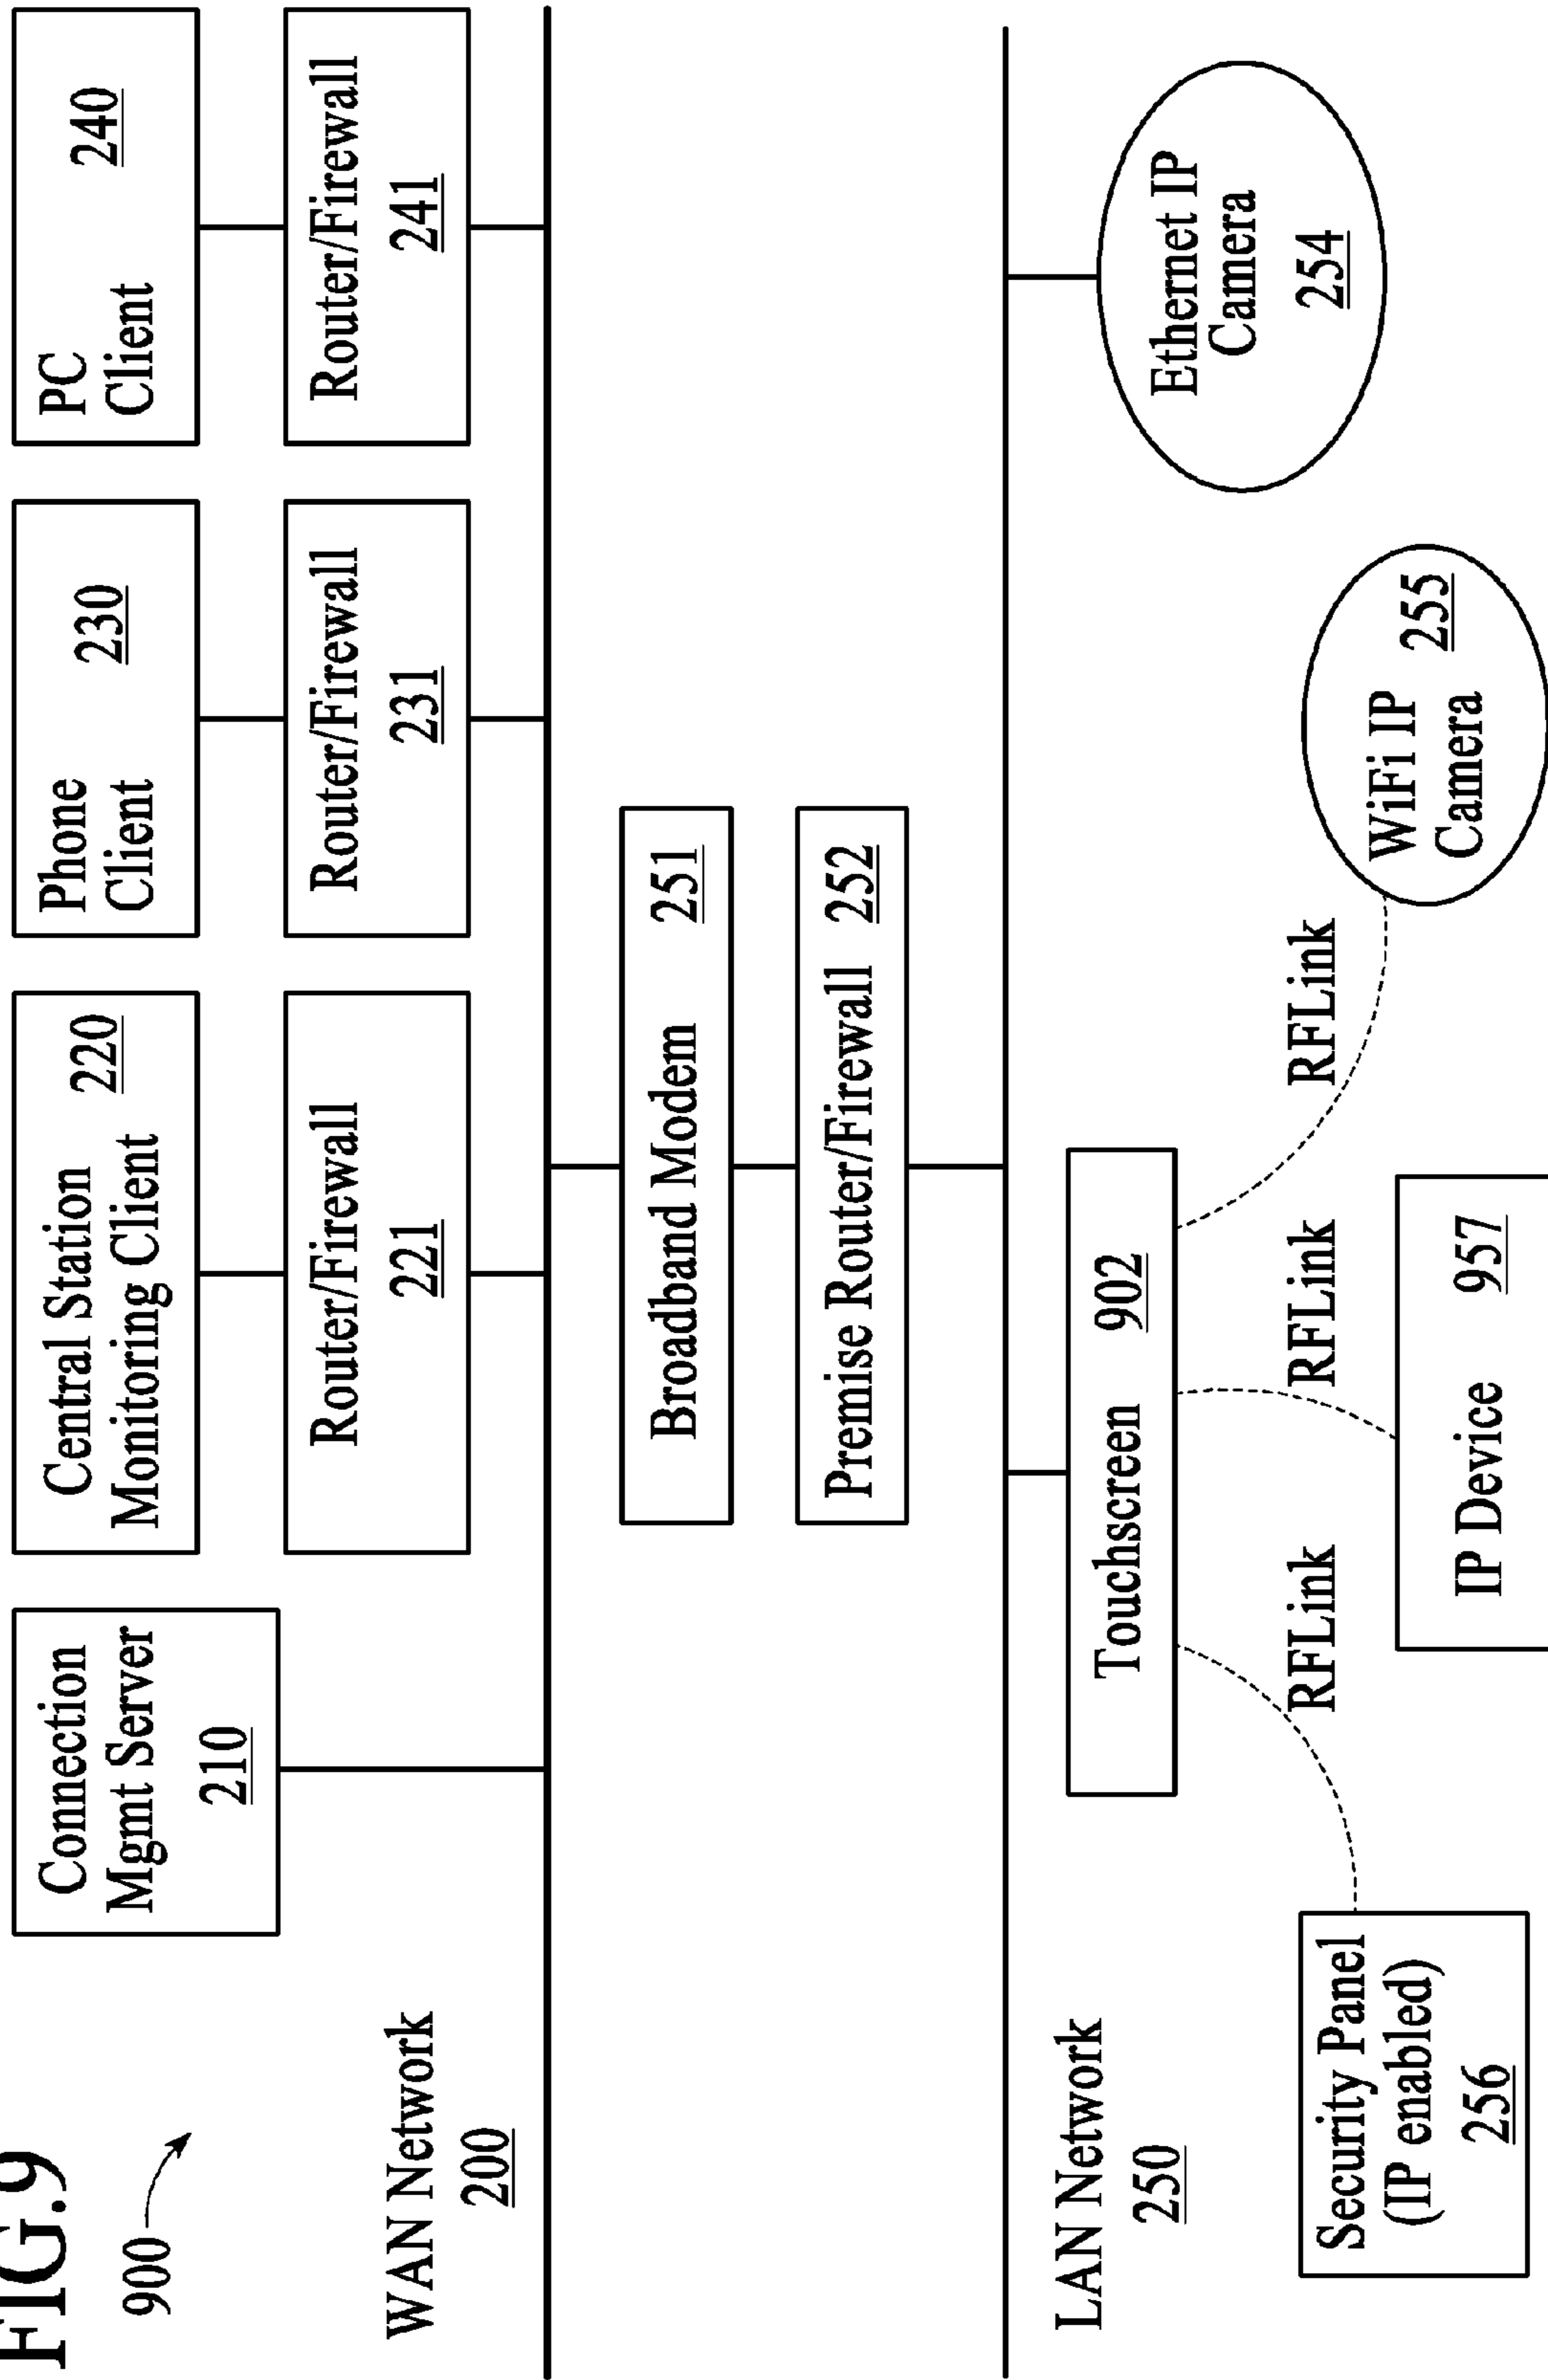 FIG.9
900
WAN Network
200
Connection
Mgmt Server
210
Central Station
Monitoring Client
220
Phone
Client
230
PC
Client
240
Router/Firewall
221
Router/Firewall
231
Router/Firewall
241
Broadband Modem 251
Premise Router/Firewall 252
LAN Network
250
Touchscreen 902
Ethernet IP
Camera
254
RFLink
RFLink
RFLink
Security Panel
(IP enabled)
256
IP Device 957
WiFi IP
Camera
255